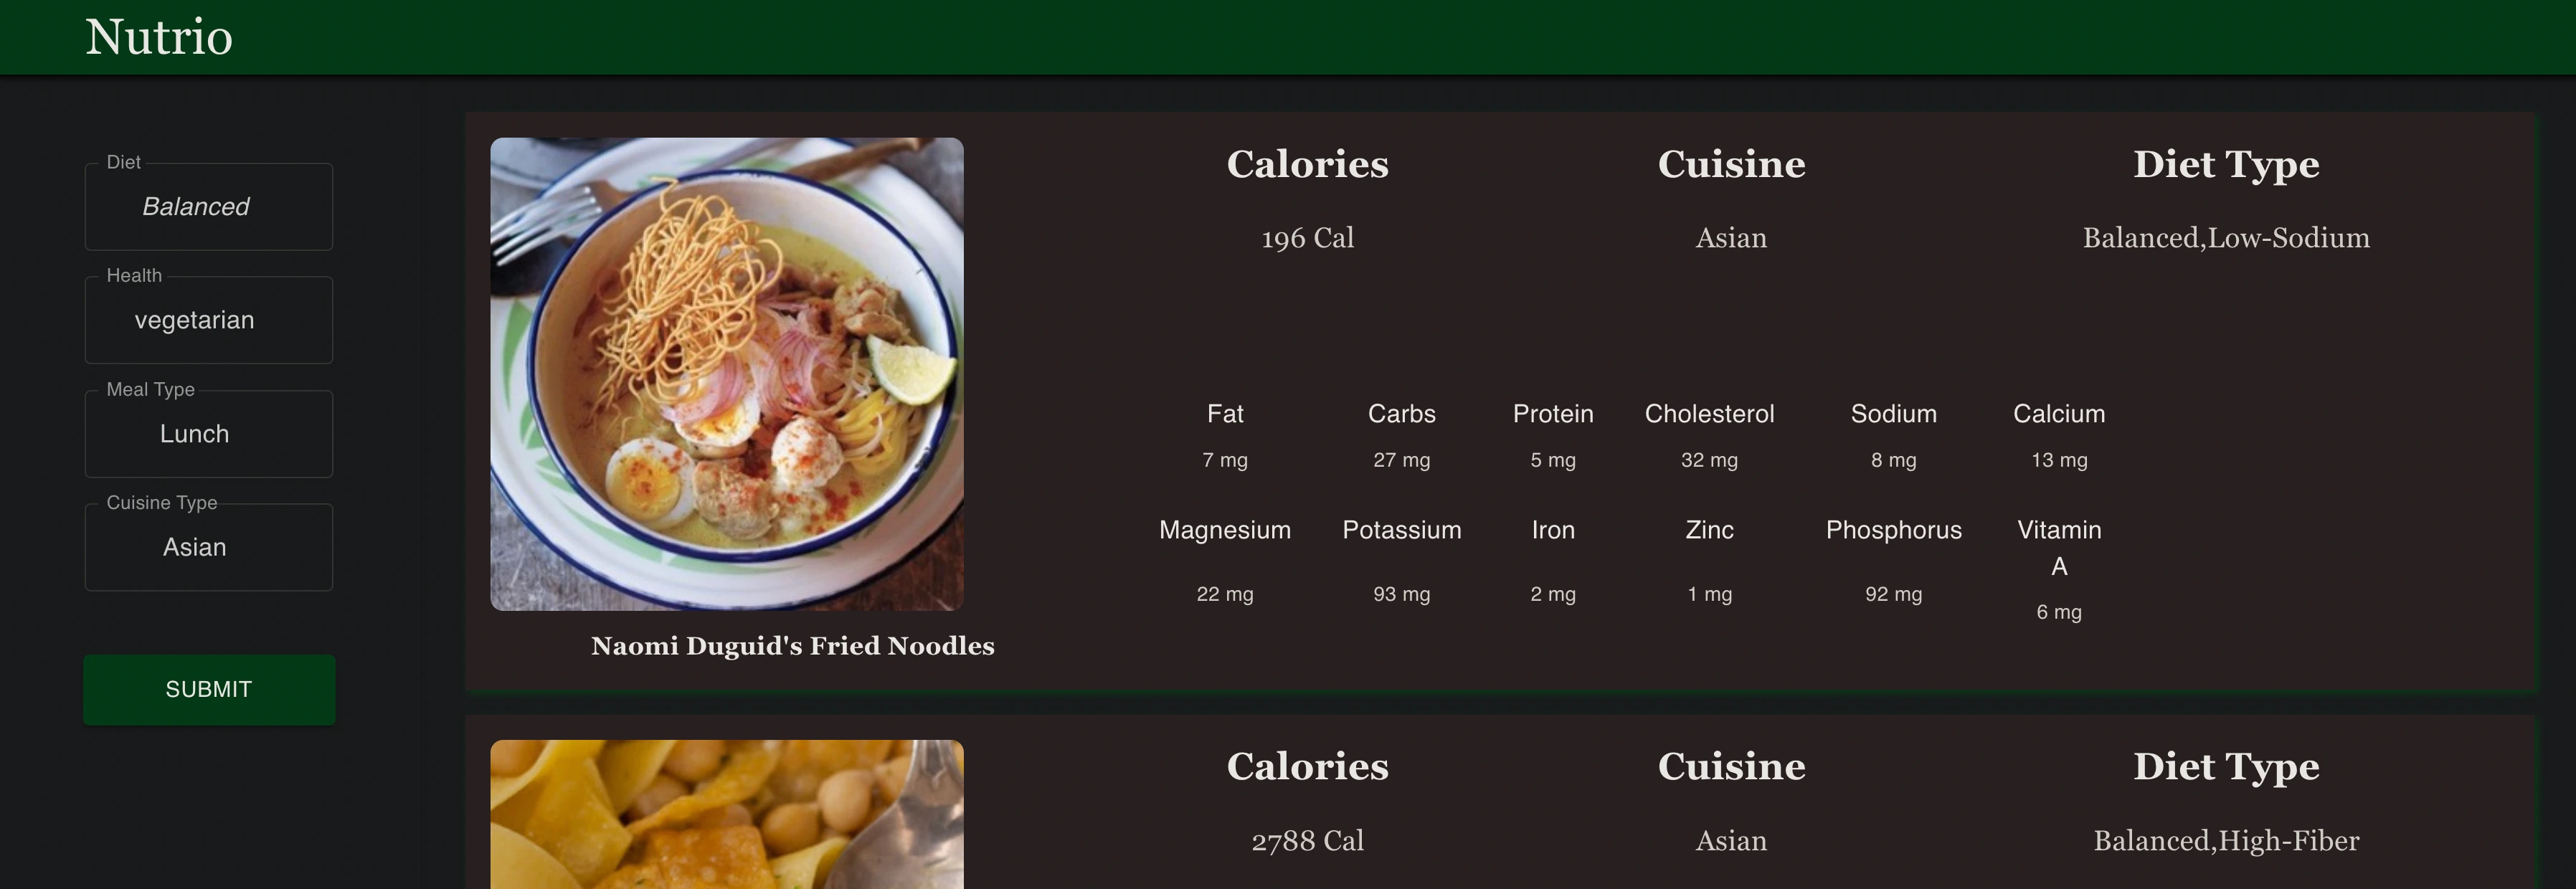 Nutrio
Diet
Balanced
Health
vegetarian
Meal Type
Lunch
Cuisine Type
Asian
SUBMIT
Calories Cuisine Diet Type
196 Cal Asian Balanced,Low-Sodium
Fat Carbs Protein Cholesterol Sodium Calcium
7 mg 27 mg 5 mg 32 mg 8 mg 13 mg
Magnesium Potassium Iron Zinc Phosphorus Vitamin
A
22 mg 93 mg 2 mg 1 mg 92 mg 6 mg
Naomi Duguid's Fried Noodles
Calories Cuisine Diet Type
2788 Cal Asian Balanced,High-Fiber